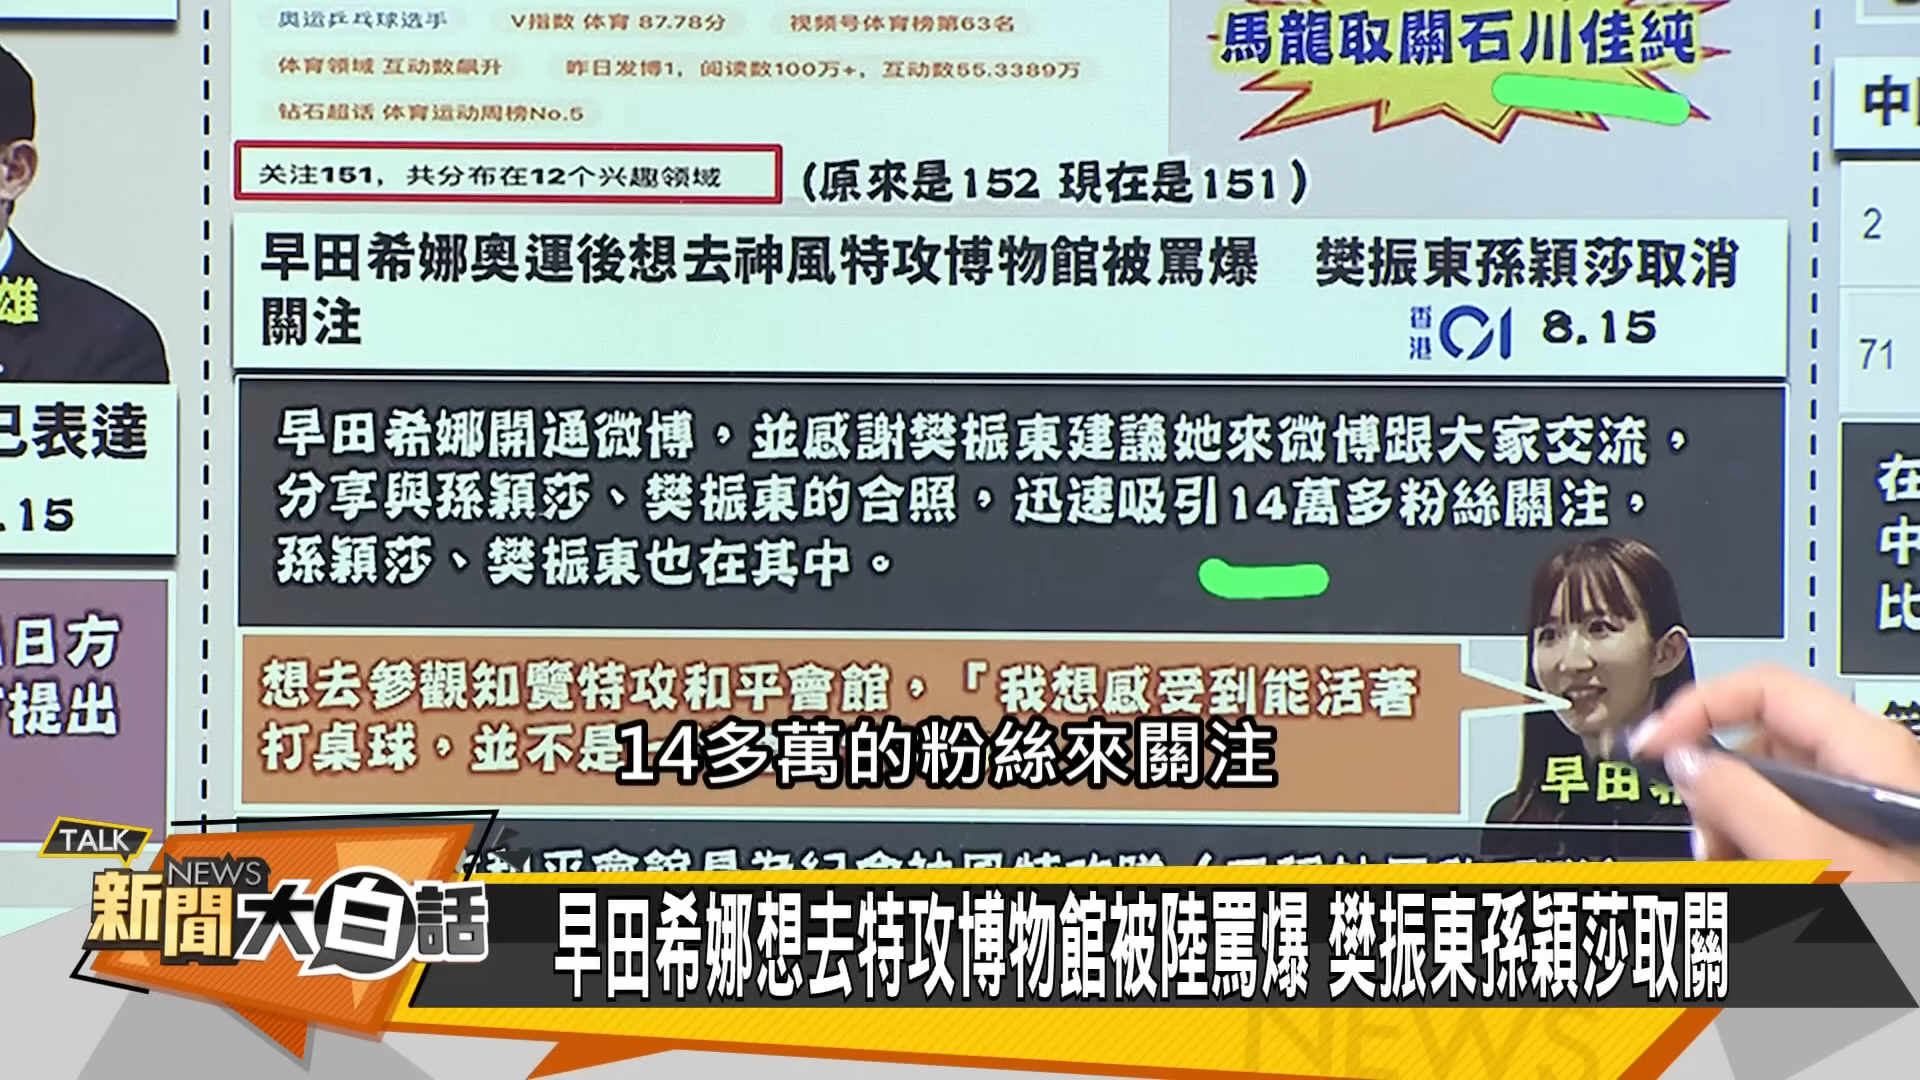 奥运乒乓球选手 V指数 体育 87.78分 视频号体育榜第63名
体育领域 互动数飙升 昨日发博1，阅读数100万+，互动数55.3389万
钻石超话 体育运动周榜No.5
馬龍取關石川佳純
关注151，共分布在12个兴趣领域
(原來是152 現在是151)
早田希娜奧運後想去神風特攻博物館被罵爆 樊振東孫穎莎取消
關注
香港01 8.15
早田希娜開通微博，並感謝樊振東建議她來微博跟大家交流，
分享與孫穎莎、樊振東的合照，迅速吸引14萬多粉絲關注，
孫穎莎、樊振東也在其中。
想去參觀知覽特攻和平會館，「我想感受到能活著
打桌球，並不是
早田希
雄
已表達
.15
日方
提出
中
2
71
在
中
比
14多萬的粉絲來關注
TALK
NEWS
新聞大白話
早田希娜想去特攻博物館被陸罵爆 樊振東孫穎莎取關
NEWS